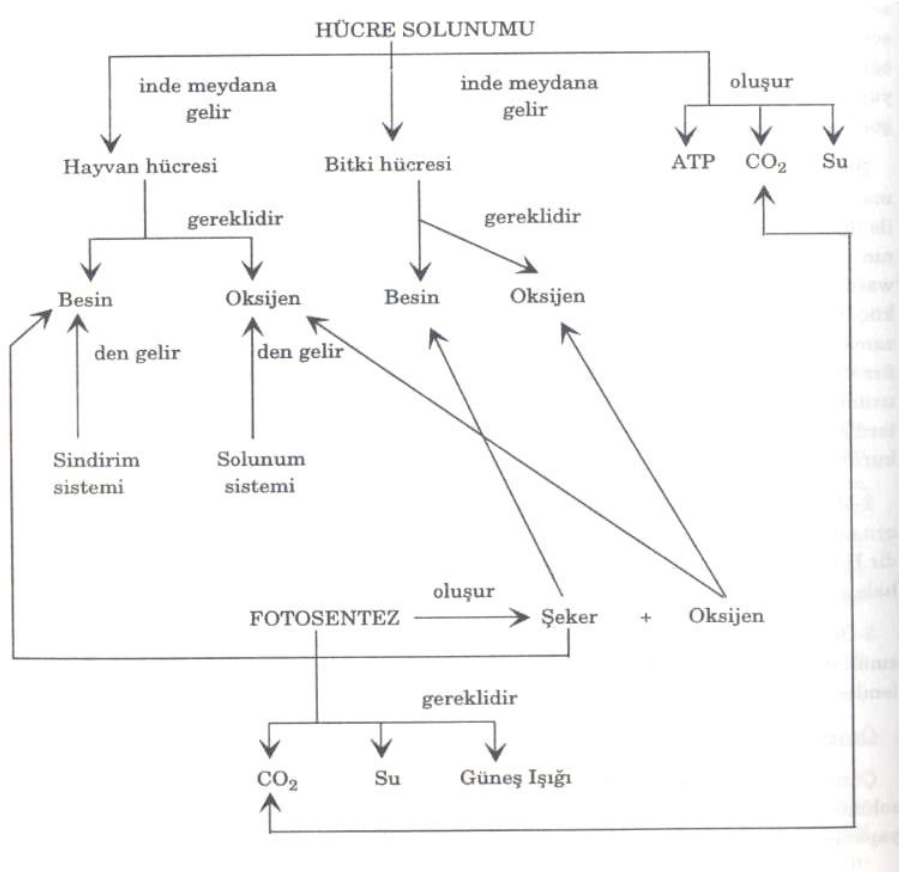 HÜCRE SOLUNUMU
inde meydana
gelir
inde meydana
gelir
oluşur
Hayvan hücresi
Bitki hücresi
ATP
CO₂
Su
gereklidir
gereklidir
Besin
Oksijen
Besin
Oksijen
den gelir
den gelir
Sindirim
sistemi
Solunum
sistemi
oluşur
FOTOSENTEZ
Şeker + Oksijen
gereklidir
CO₂
Su
Güneş Işığı